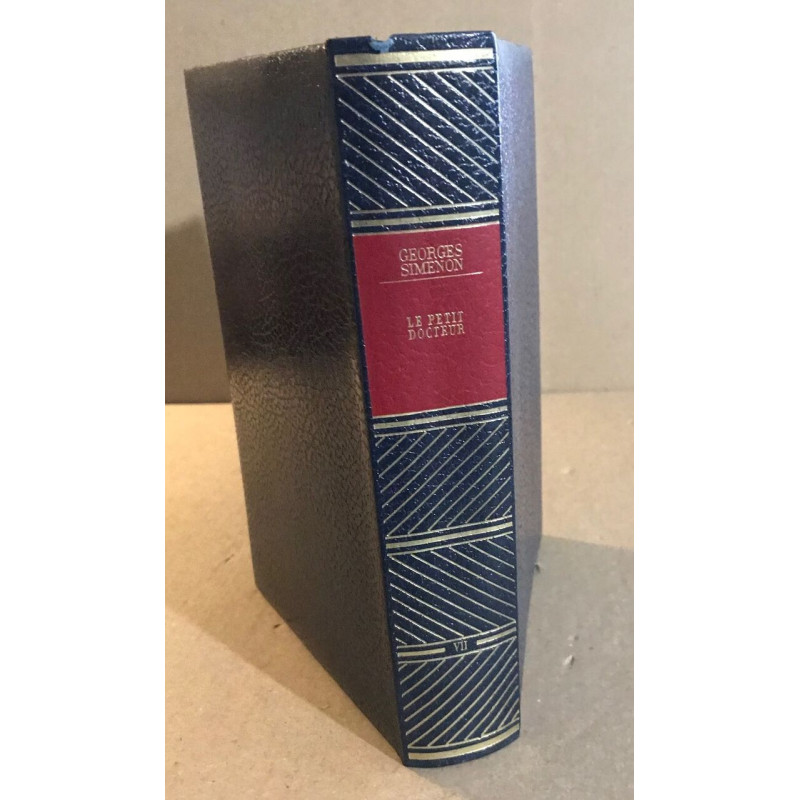 GEORGES
SIMENON
LE PETIT
DOCTEUR
VII